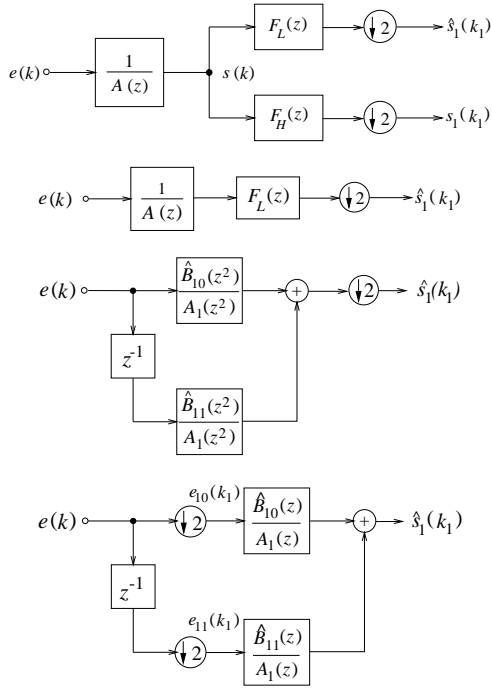 F_L(z)
↓2
ŝ_1(k_1)
e(k)
1
A(z)
s(k)
F_H(z)
↓2
s_1(k_1)
e(k)
1
A(z)
F_L(z)
↓2
ŝ_1(k_1)
e(k)
B̂_10(z^2)
A_1(z^2)
+
↓2
ŝ_1(k_1)
z^-1
B̂_11(z^2)
A_1(z^2)
e(k)
↓2
e_10(k_1)
B̂_10(z)
A_1(z)
+
ŝ_1(k_1)
z^-1
↓2
e_11(k_1)
B̂_11(z)
A_1(z)